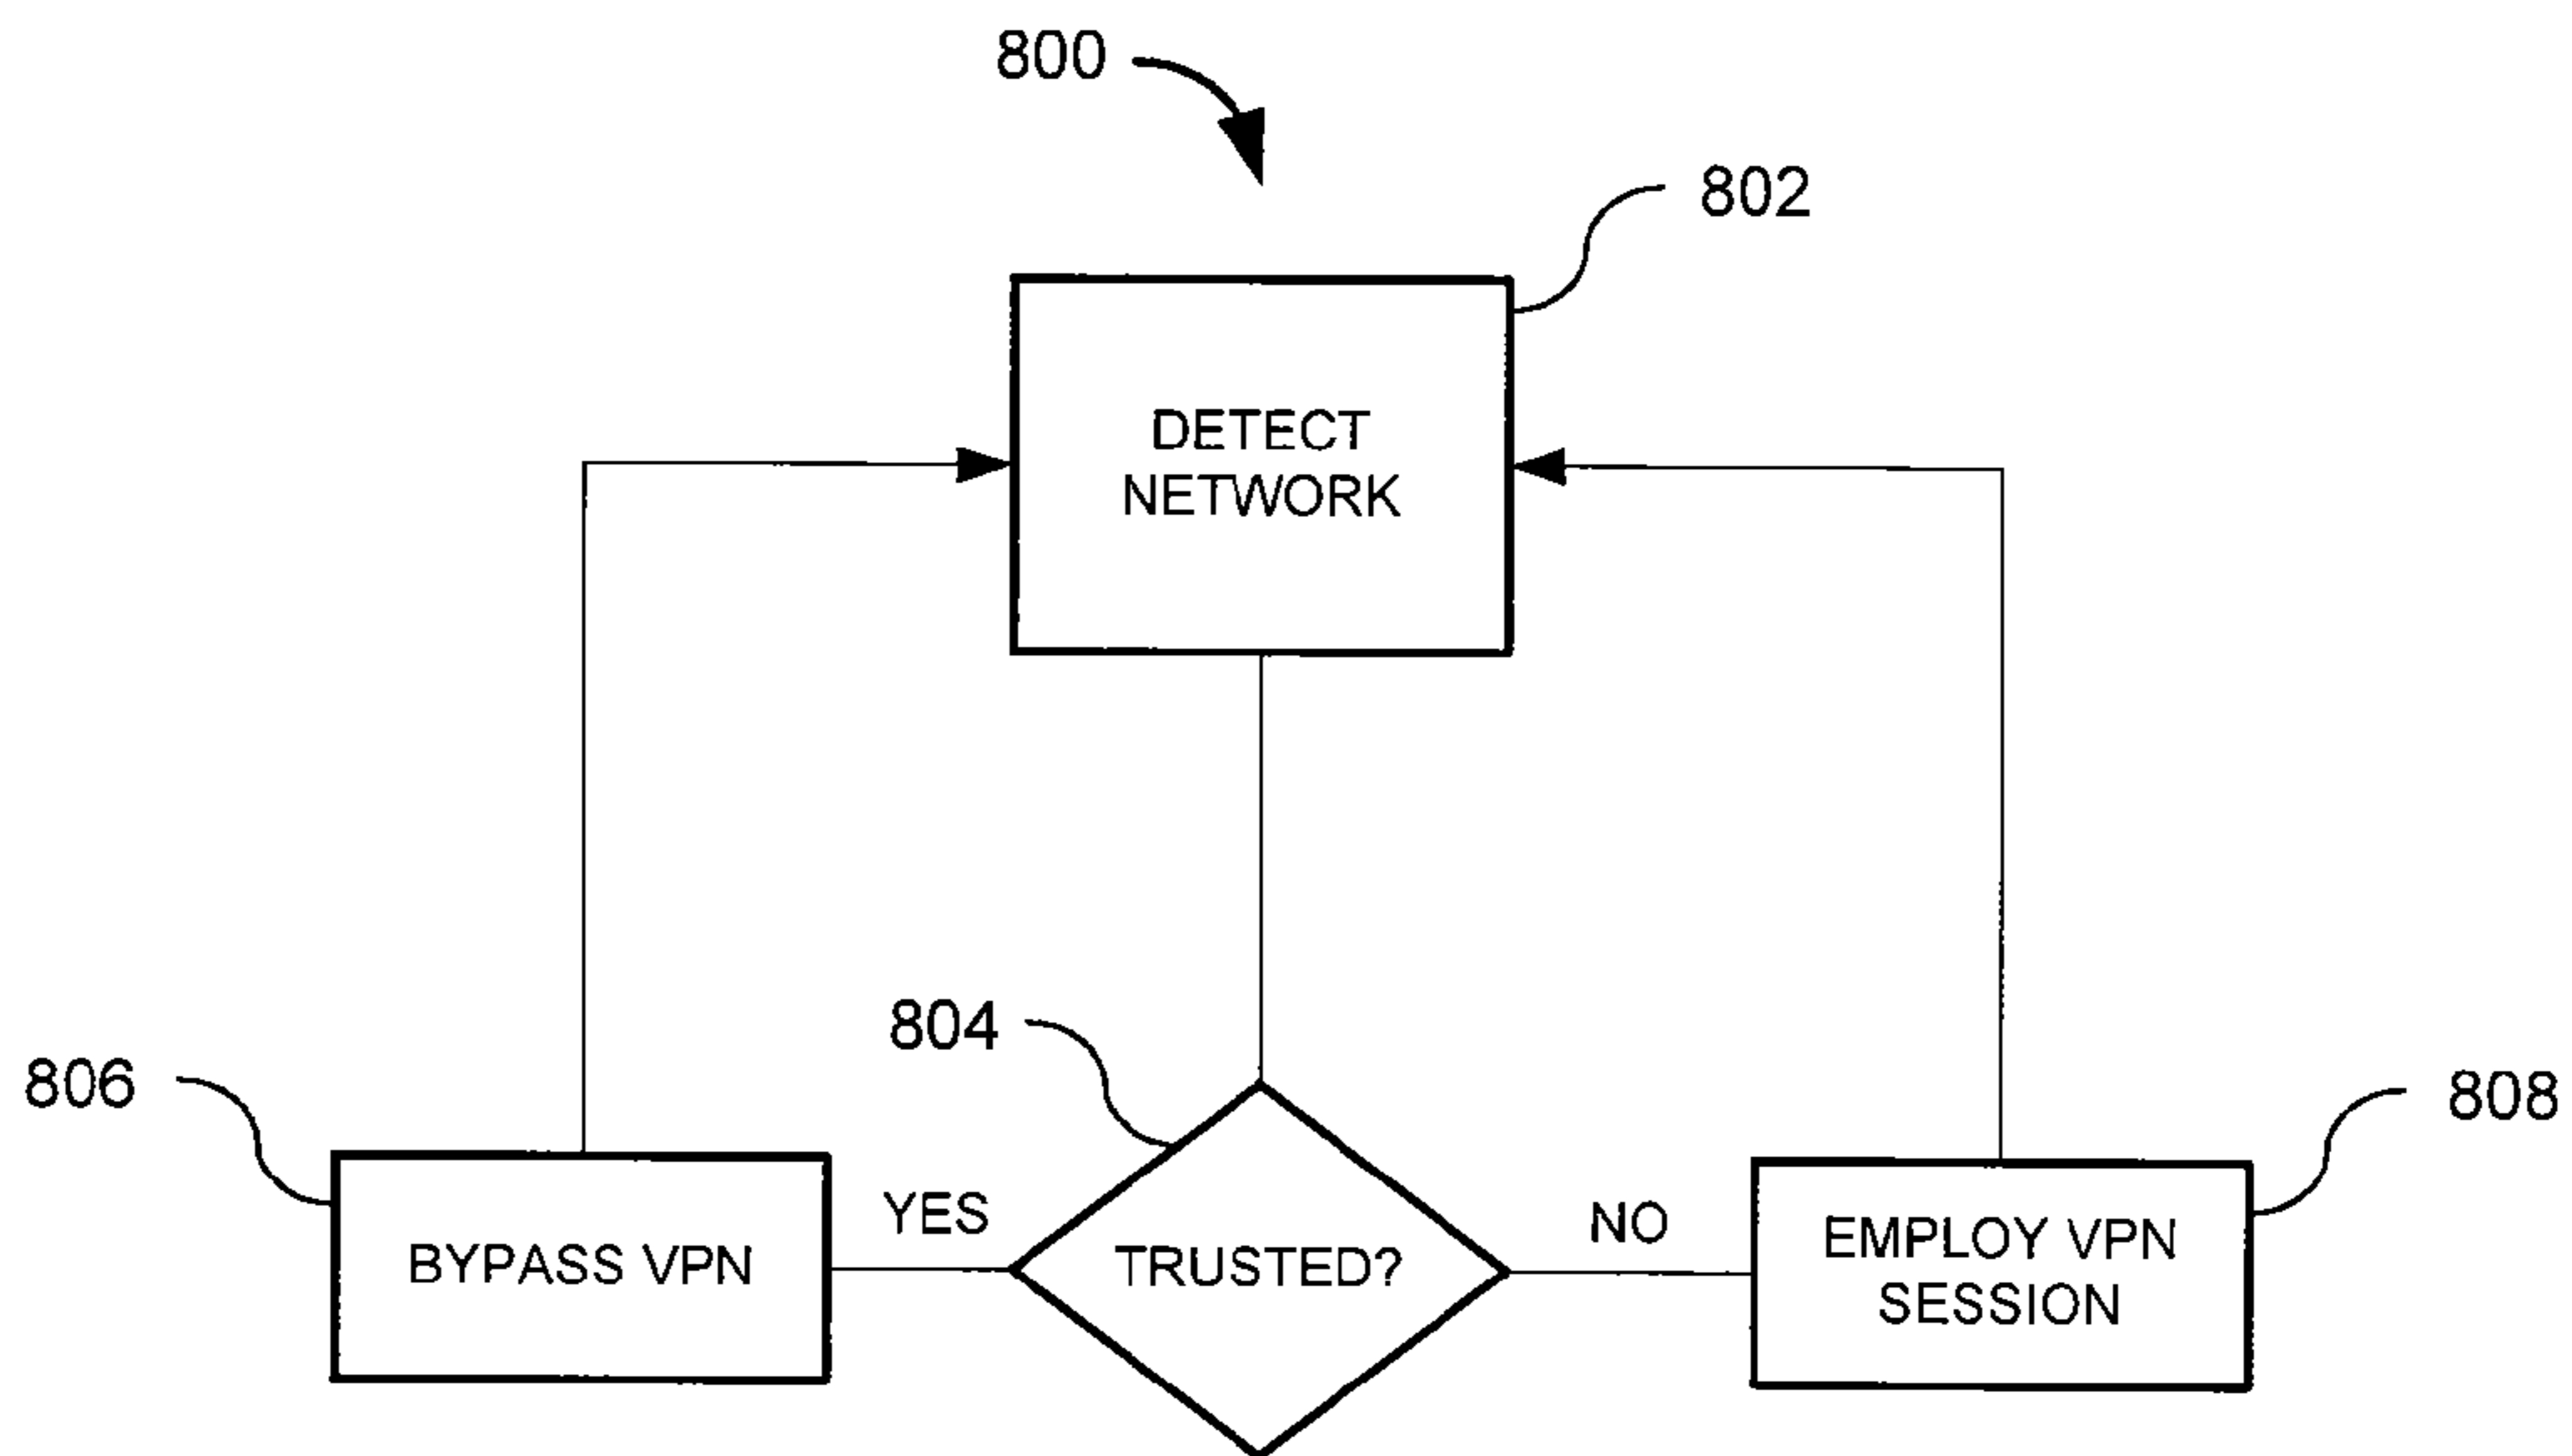 800
802
DETECT
NETWORK
804
806
808
YES
NO
BYPASS VPN
TRUSTED?
EMPLOY VPN
SESSION